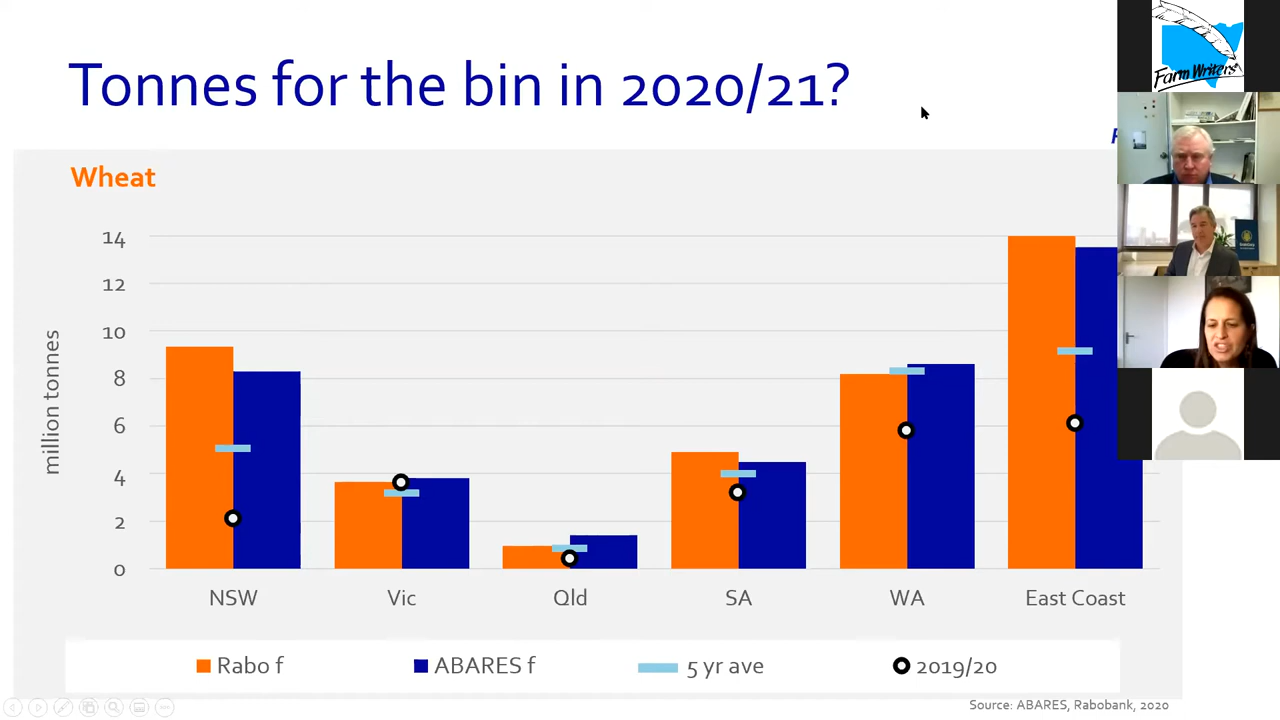 Tonnes for the bin in 2020/21?
Farm Writers
Wheat
14
12
10
8
6
4
2
0
million tonnes
NSW
Vic
Qld
SA
WA
East Coast
Rabo f
ABARES f
5 yr ave
2019/20
Source: ABARES, Rabobank, 2020